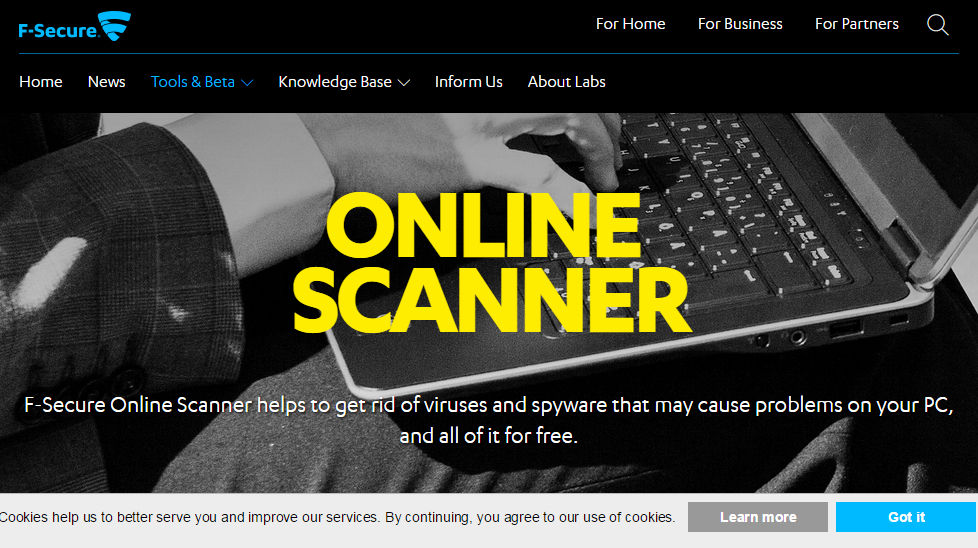 F-Secure
For Home
For Business
For Partners
Home
News
Tools & Beta
Knowledge Base
Inform Us
About Labs
ONLINE
SCANNER
F-Secure Online Scanner helps to get rid of viruses and spyware that may cause problems on your PC,
and all of it for free.
Cookies help us to better serve you and improve our services. By continuing, you agree to our use of cookies.
Learn more
Got it